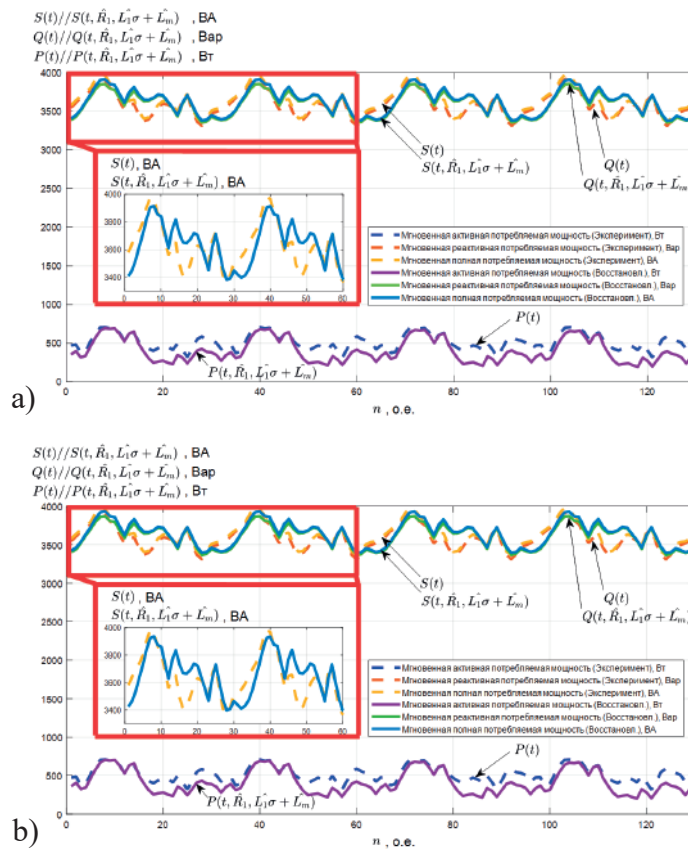 S(t)//S(t, R̂₁, L̂₁σ + L̂ₘ) , ВА
Q(t)//Q(t, R̂₁, L̂₁σ + L̂ₘ) , Вар
P(t)//P(t, R̂₁, L̂₁σ + L̂ₘ) , Вт
4000
3500
3000
2500
2000
1500
1000
500
0
S(t)
S(t, R̂₁, L̂₁σ + L̂ₘ)
Q(t)
Q(t, R̂₁, L̂₁σ + L̂ₘ)
S(t) , ВА
S(t, R̂₁, L̂₁σ + L̂ₘ) , ВА
4000
3800
3600
3400
0 10 20 30 40 50 60
Мгновенная активная потребляемая мощность (Эксперимент), Вт
Мгновенная реактивная потребляемая мощность (Эксперимент), Вар
Мгновенная полная потребляемая мощность (Эксперимент), ВА
Мгновенная активная потребляемая мощность (Восстановл.), Вт
Мгновенная реактивная потребляемая мощность (Восстановл.), Вар
Мгновенная полная потребляемая мощность (Восстановл.), ВА
P(t)
P(t, R̂₁, L̂₁σ + L̂ₘ)
0 20 40 60 80 100 120
n , о.е.
a)
S(t)//S(t, R̂₁, L̂₁σ + L̂ₘ) , ВА
Q(t)//Q(t, R̂₁, L̂₁σ + L̂ₘ) , Вар
P(t)//P(t, R̂₁, L̂₁σ + L̂ₘ) , Вт
4000
3500
3000
2500
2000
1500
1000
500
0
S(t)
S(t, R̂₁, L̂₁σ + L̂ₘ)
Q(t)
Q(t, R̂₁, L̂₁σ + L̂ₘ)
S(t) , ВА
S(t, R̂₁, L̂₁σ + L̂ₘ) , ВА
4000
3800
3600
3400
0 10 20 30 40 50 60
Мгновенная активная потребляемая мощность (Эксперимент), Вт
Мгновенная реактивная потребляемая мощность (Эксперимент), Вар
Мгновенная полная потребляемая мощность (Эксперимент), ВА
Мгновенная активная потребляемая мощность (Восстановл.), Вт
Мгновенная реактивная потребляемая мощность (Восстановл.), Вар
Мгновенная полная потребляемая мощность (Восстановл.), ВА
P(t)
P(t, R̂₁, L̂₁σ + L̂ₘ)
0 20 40 60 80 100 120
n , о.е.
b)